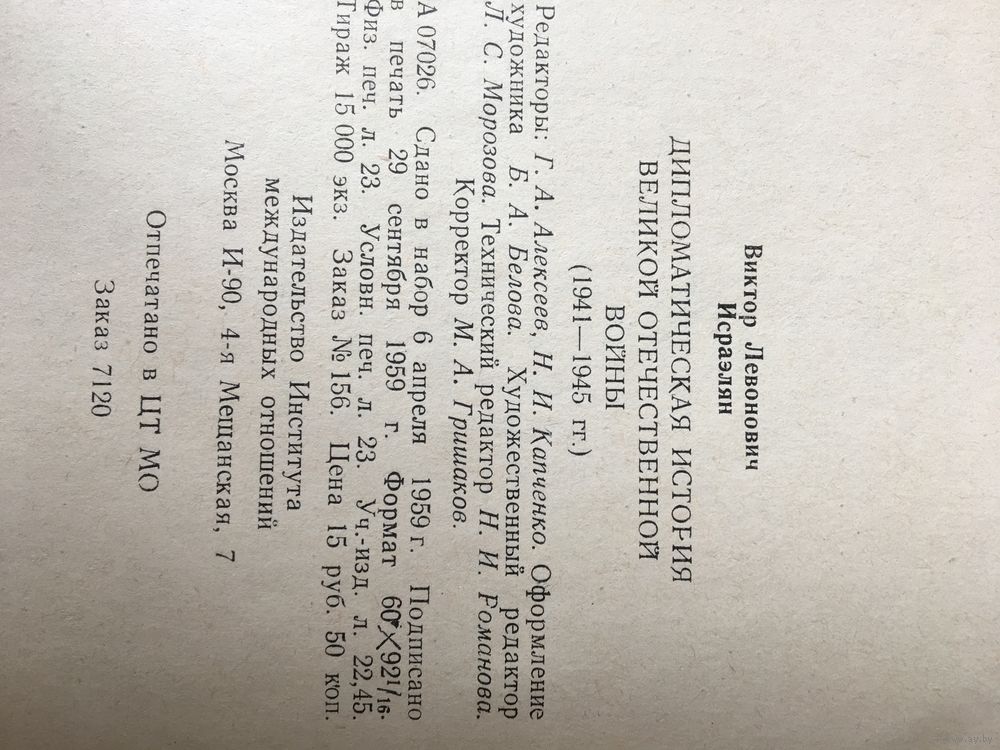 Виктор Левонович
Исраэлян
ДИПЛОМАТИЧЕСКАЯ ИСТОРИЯ
ВЕЛИКОЙ ОТЕЧЕСТВЕННОЙ
ВОЙНЫ
(1941—1945 гг.)
Редакторы: Г. А. Алексеев, Н. И. Капченко. Оформление
художника Б. А. Белова. Художественный редактор
Л. С. Морозова. Технический редактор Н. И. Романова.
Корректор М. А. Гришаков.
А 07026. Сдано в набор 6 апреля 1959 г. Подписано
в печать 29 сентября 1959 г. Формат 60×92 1/16.
Физ. печ. л. 23. Условн. печ. л. 23. Уч.-изд. л. 22,45.
Тираж 15 000 экз. Заказ № 156. Цена 15 руб. 50 коп.
Издательство Института
международных отношений
Москва И-90, 4-я Мещанская, 7
Отпечатано в ЦТ МО
Заказ 7120